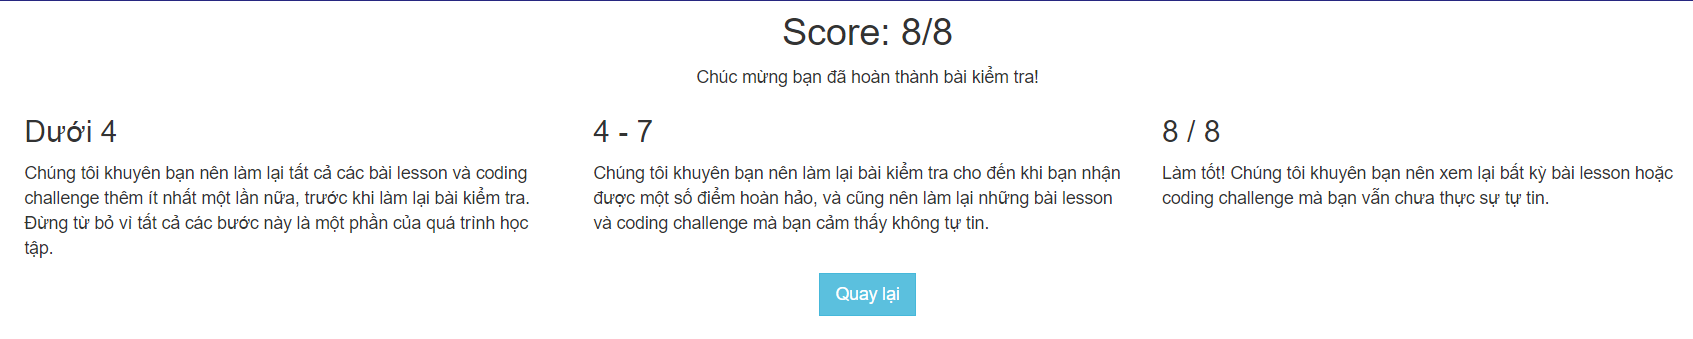 Score: 8/8
Chúc mừng bạn đã hoàn thành bài kiểm tra!
Dưới 4
Chúng tôi khuyên bạn nên làm lại tất cả các bài lesson và coding
challenge thêm ít nhất một lần nữa, trước khi làm lại bài kiểm tra.
Đừng từ bỏ vì tất cả các bước này là một phần của quá trình học
tập.
4 - 7
Chúng tôi khuyên bạn nên làm lại bài kiểm tra cho đến khi bạn nhận
được một số điểm hoàn hảo, và cũng nên làm lại những bài lesson
và coding challenge mà bạn cảm thấy không tự tin.
8 / 8
Làm tốt! Chúng tôi khuyên bạn nên xem lại bất kỳ bài lesson hoặc
coding challenge mà bạn vẫn chưa thực sự tự tin.
Quay lại